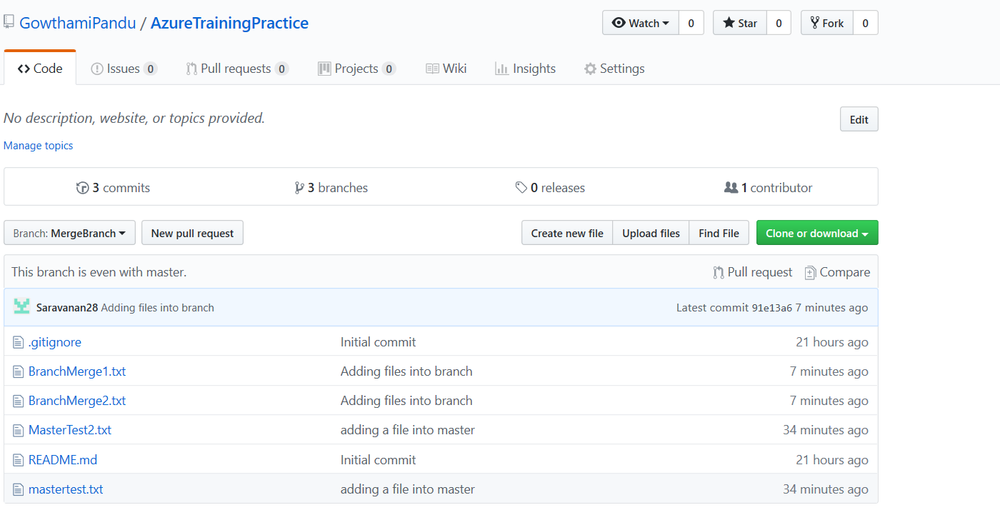 GowthamiPandu / AzureTrainingPractice Watch 0 Star 0 Fork 0
Code Issues 0 Pull requests 0 Projects 0 Wiki Insights Settings
No description, website, or topics provided. Edit
Manage topics
3 commits 3 branches 0 releases 1 contributor
Branch: MergeBranch New pull request Create new file Upload files Find File Clone or download
This branch is even with master. Pull request Compare
Saravanan28 Adding files into branch Latest commit 91e13a6 7 minutes ago
.gitignore Initial commit 21 hours ago
BranchMerge1.txt Adding files into branch 7 minutes ago
BranchMerge2.txt Adding files into branch 7 minutes ago
MasterTest2.txt adding a file into master 34 minutes ago
README.md Initial commit 21 hours ago
mastertest.txt adding a file into master 34 minutes ago